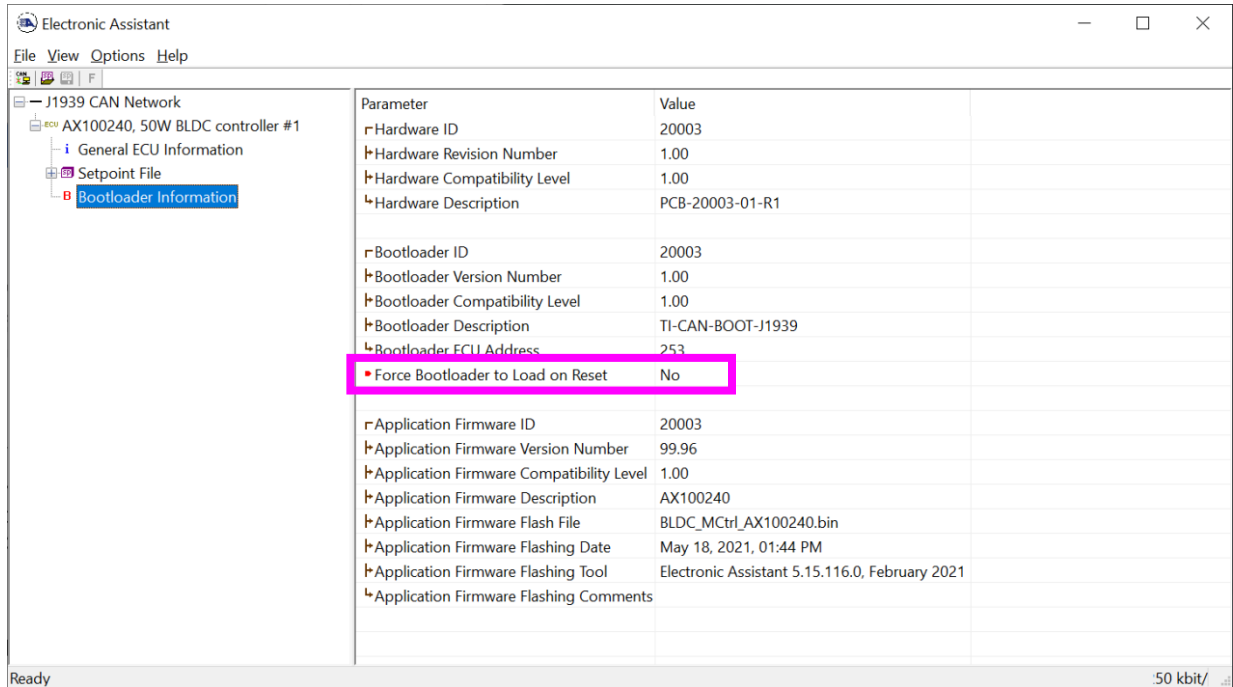 Electronic Assistant
File View Options Help
F
J1939 CAN Network
ECU AX100240, 50W BLDC controller #1
i General ECU Information
Setpoint File
B Bootloader Information
Parameter Value
Hardware ID 20003
Hardware Revision Number 1.00
Hardware Compatibility Level 1.00
Hardware Description PCB-20003-01-R1
Bootloader ID 20003
Bootloader Version Number 1.00
Bootloader Compatibility Level 1.00
Bootloader Description TI-CAN-BOOT-J1939
Bootloader ECU Address 253
Force Bootloader to Load on Reset No
Application Firmware ID 20003
Application Firmware Version Number 99.96
Application Firmware Compatibility Level 1.00
Application Firmware Description AX100240
Application Firmware Flash File BLDC_MCtrl_AX100240.bin
Application Firmware Flashing Date May 18, 2021, 01:44 PM
Application Firmware Flashing Tool Electronic Assistant 5.15.116.0, February 2021
Application Firmware Flashing Comments
Ready :50 kbit/